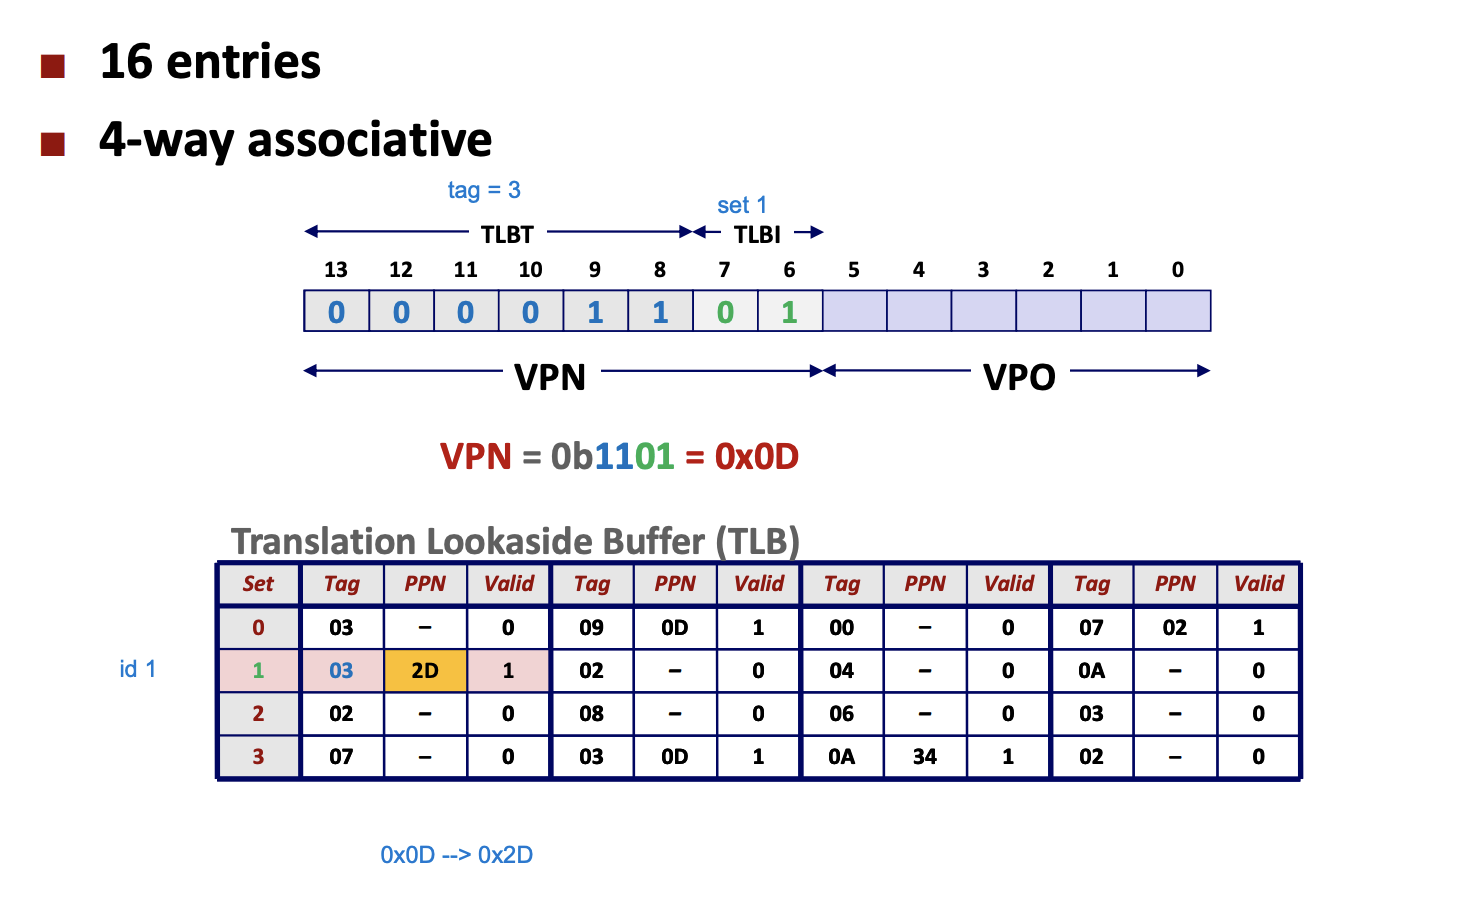 16 entries
4-way associative
tag = 3
set 1
TLBT TLBI
13 12 11 10 9 8 7 6 5 4 3 2 1 0
0 0 0 0 1 1 0 1
VPN VPO
VPN = 0b1101 = 0x0D
Translation Lookaside Buffer (TLB)
Set Tag PPN Valid Tag PPN Valid Tag PPN Valid Tag PPN Valid
0 03 – 0 09 0D 1 00 – 0 07 02 1
id 1 1 03 2D 1 02 – 0 04 – 0 0A – 0
2 02 – 0 08 – 0 06 – 0 03 – 0
3 07 – 0 03 0D 1 0A 34 1 02 – 0
0x0D --> 0x2D